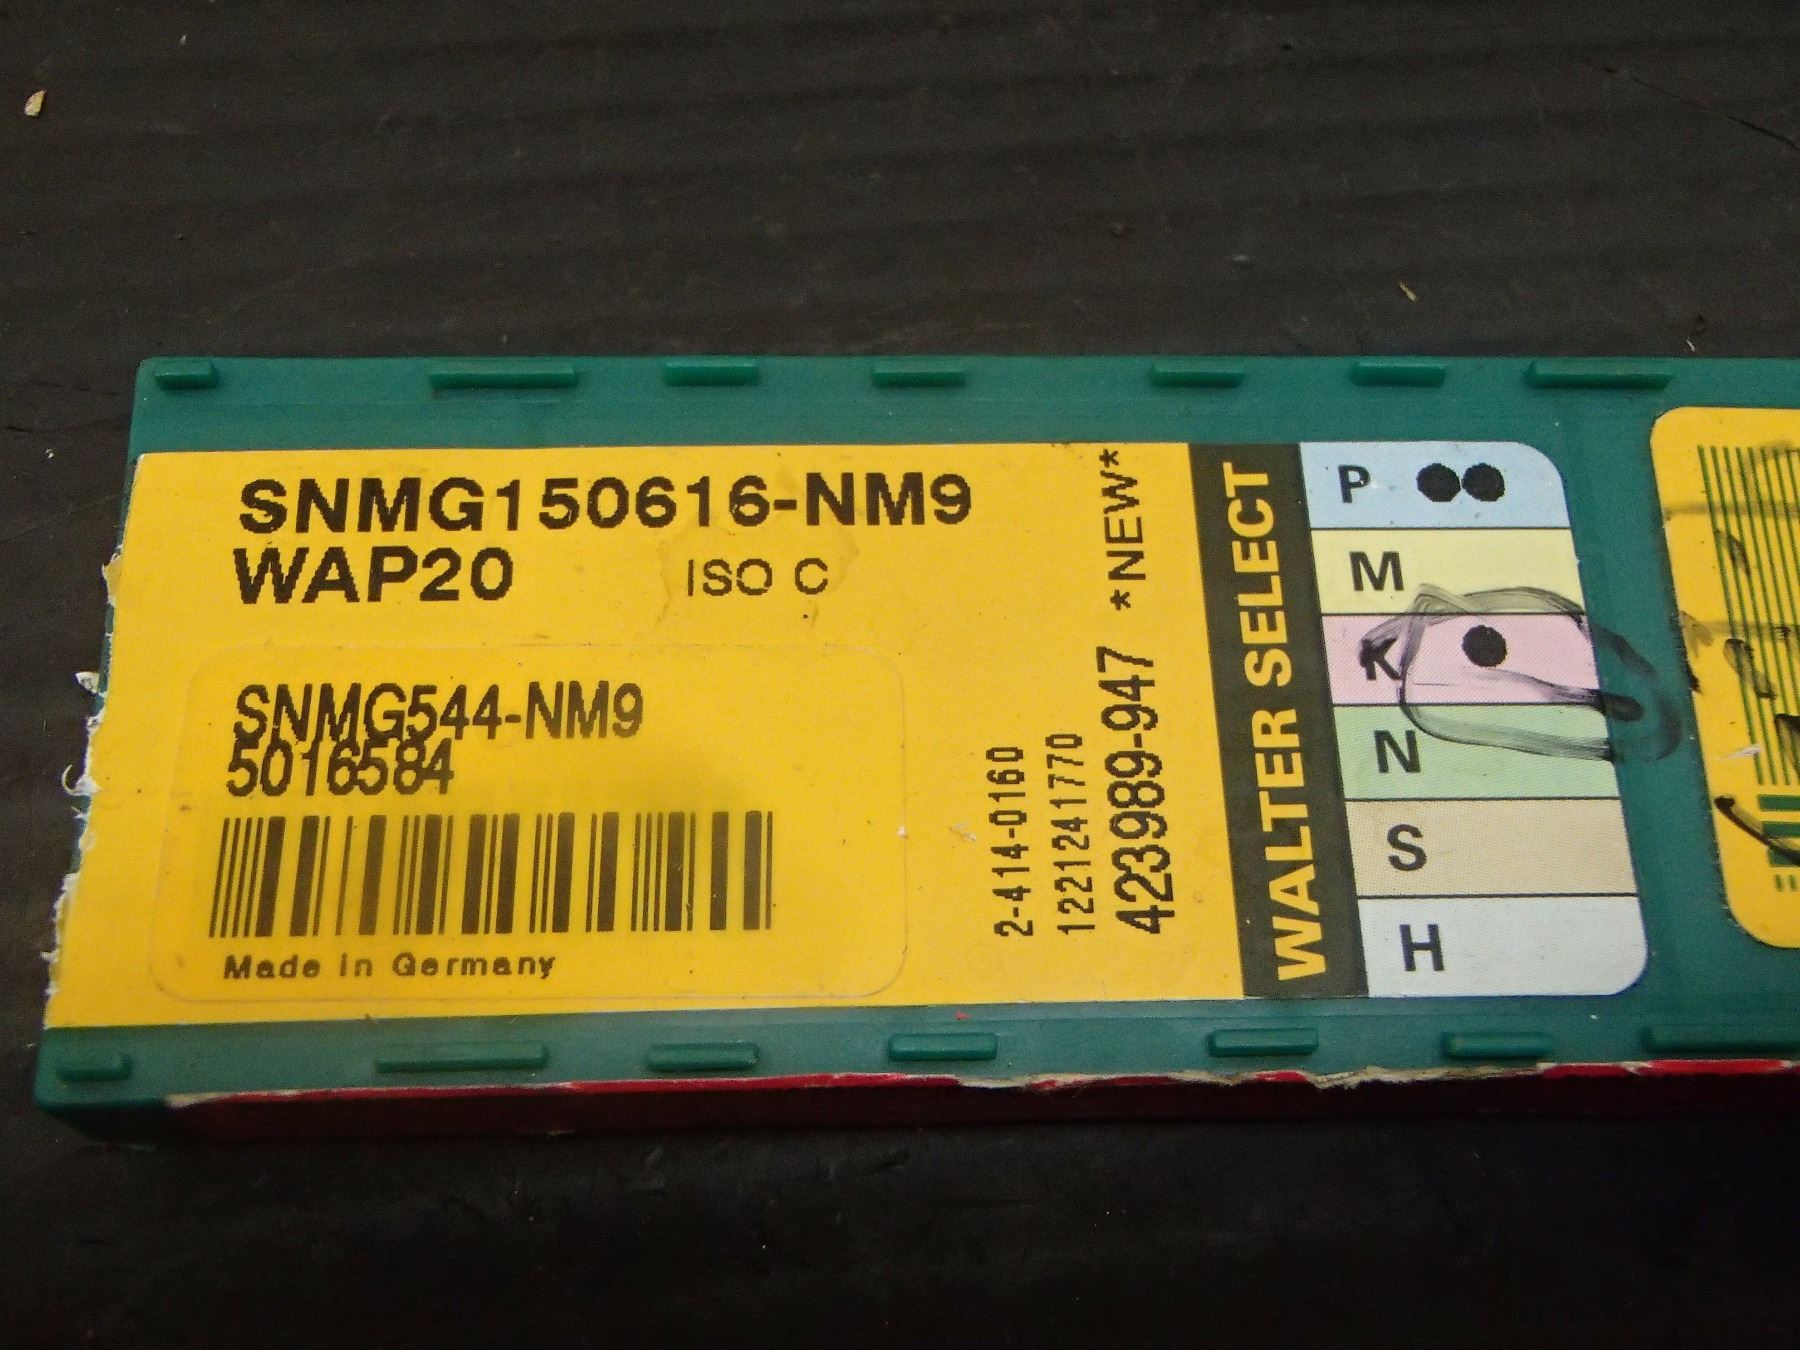 SNMG150616-NM9
WAP20 ISO C
SNMG544-NM9
5016584
Made in Germany
2-414-0160
1221241770
423989-947 *NEW*
WALTER SELECT
P
M
K
N
S
H